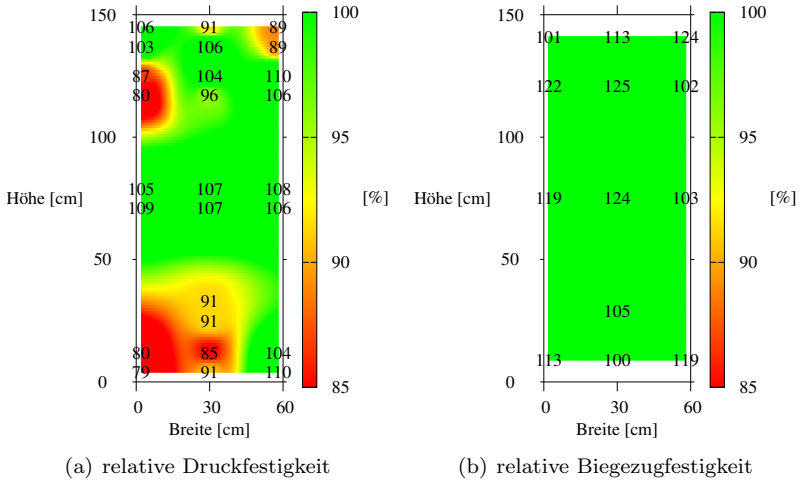 150
106 91 89
103 106 89
87 104 110
80 96 106
100
105 107 108
109 107 106
Höhe [cm]
50
91
91
80 85 104
79 91 110
0
0 30 60
Breite [cm]
100
95
[%]
90
85
(a) relative Druckfestigkeit
150
101 113 124
122 125 102
100
119 124 103
Höhe [cm]
50
105
113 100 119
0
0 30 60
Breite [cm]
100
95
[%]
90
85
(b) relative Biegezugfestigkeit